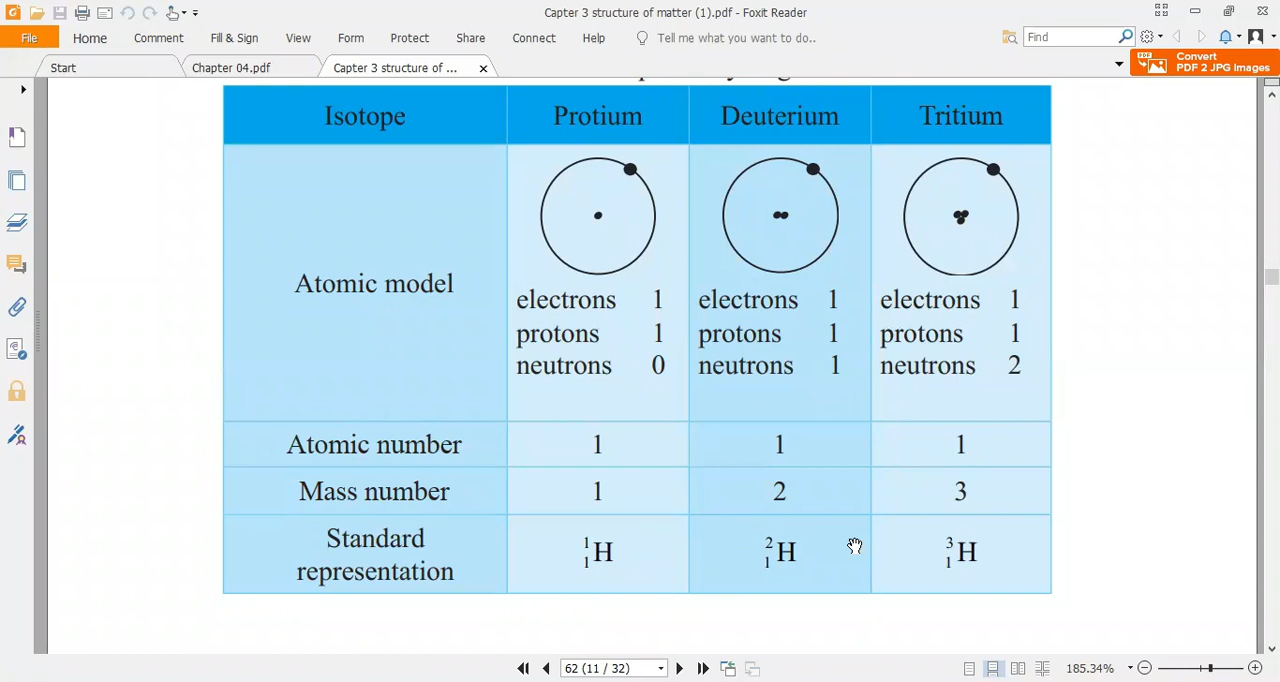 Capter 3 structure of matter (1).pdf - Foxit Reader
File Home Comment Fill & Sign View Form Protect Share Connect Help Tell me what you want to do.. Find
Start Chapter 04.pdf Capter 3 structure of ... Convert
PDF 2 JPG Images
Isotope Protium Deuterium Tritium
Atomic model
electrons 1 electrons 1 electrons 1
protons 1 protons 1 protons 1
neutrons 0 neutrons 1 neutrons 2
Atomic number 1 1 1
Mass number 1 2 3
Standard representation ¹₁H ²₁H ³₁H
62 (11 / 32) 185.34%